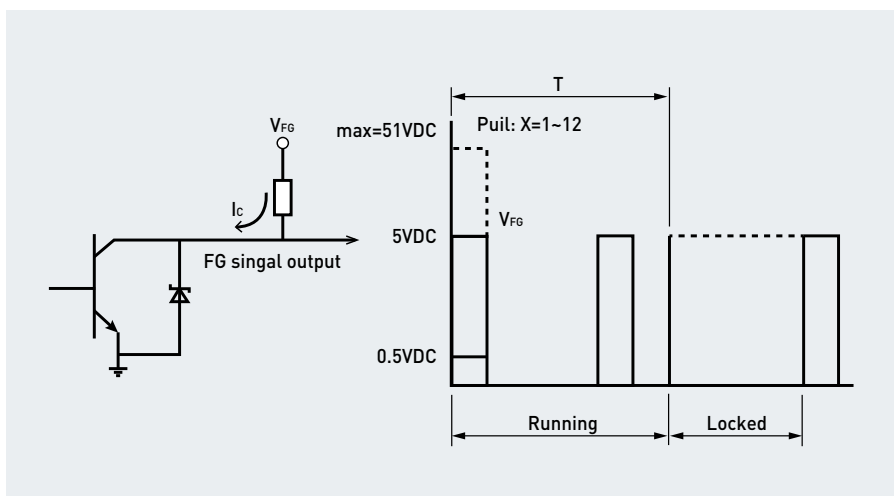 VFG
IC
FG singal output
T
max=51VDC
Puil: X=1~12
VFG
5VDC
0.5VDC
Running
Locked